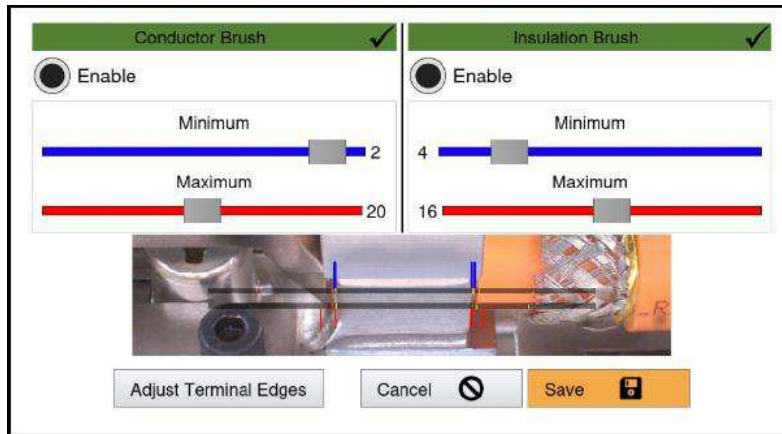 Conductor Brush
Insulation Brush
Enable
Enable
Minimum
2
Minimum
4
Maximum
20
Maximum
16
R
Adjust Terminal Edges
Cancel
Save